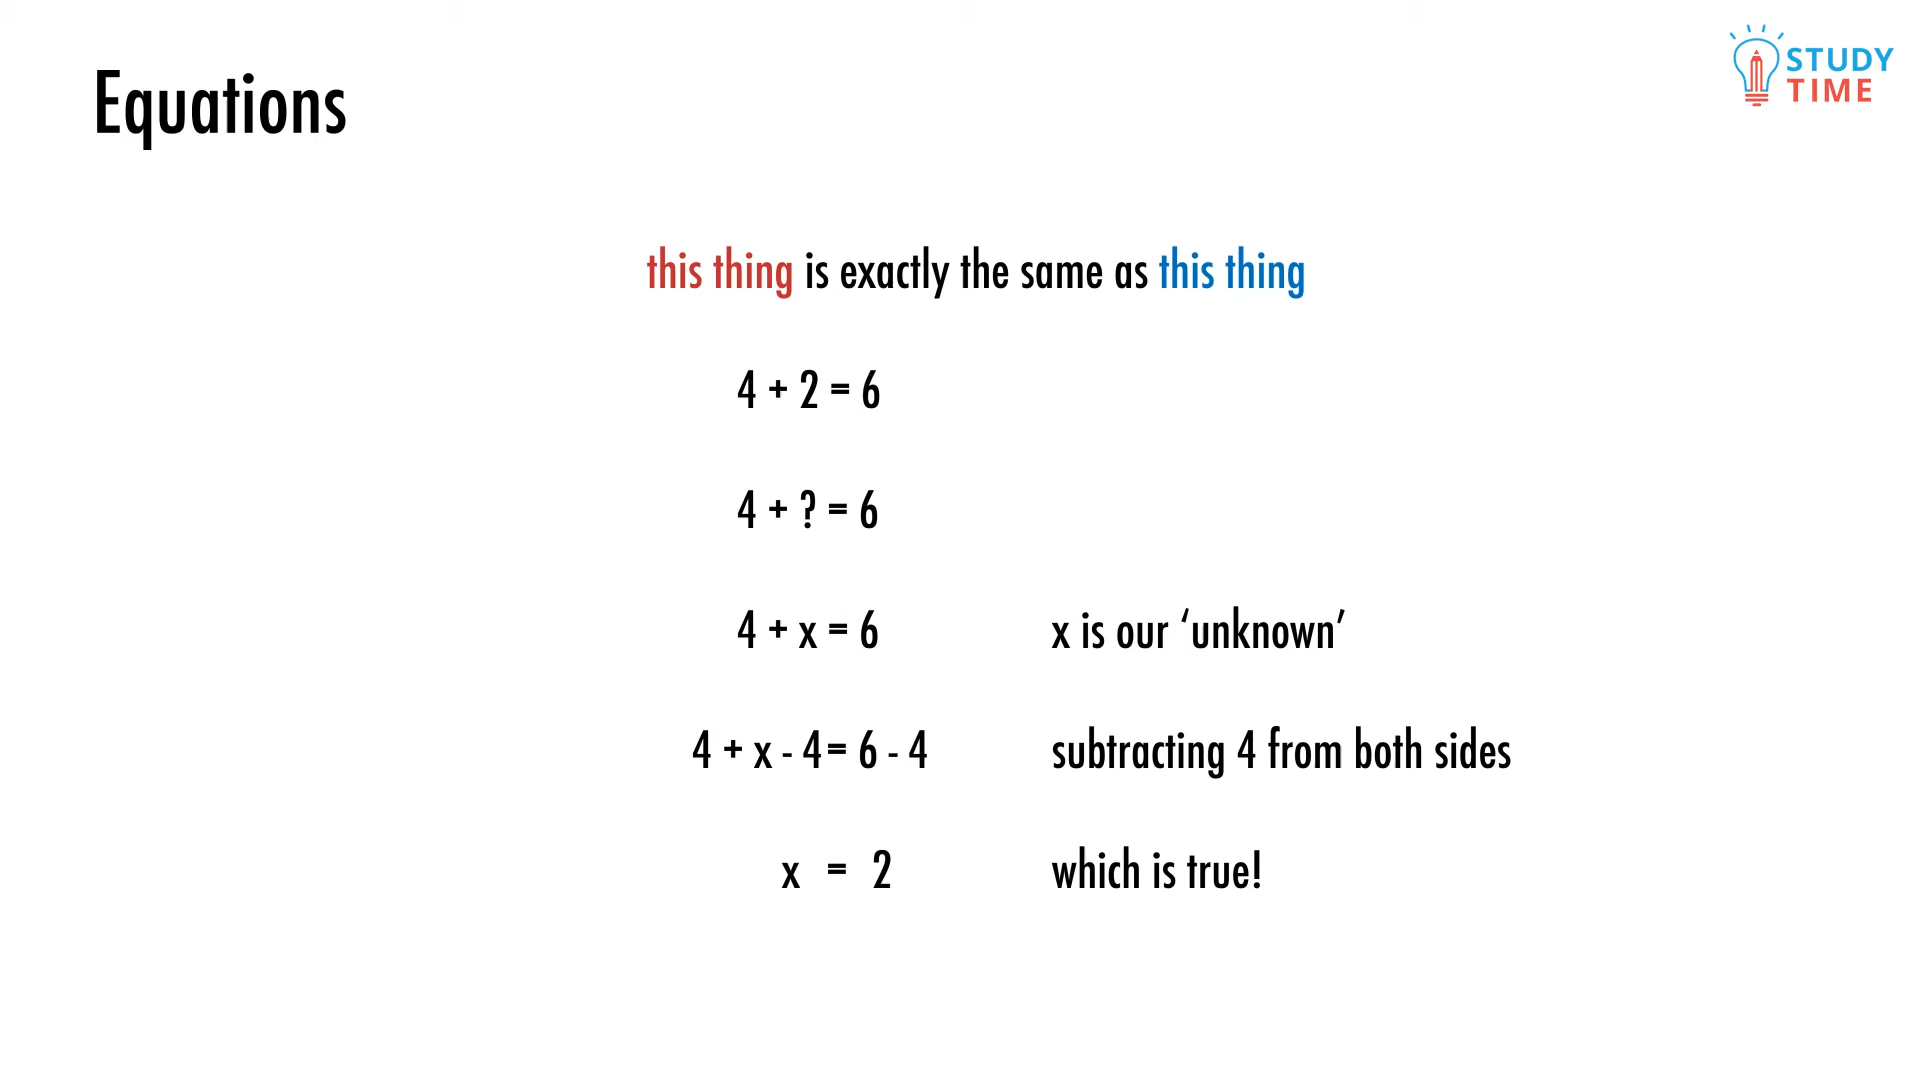 STUDY
TIME
Equations
this thing is exactly the same as this thing
4 + 2 = 6
4 + ? = 6
4 + x = 6 x is our ‘unknown’
4 + x - 4 = 6 - 4 subtracting 4 from both sides
x = 2 which is true!